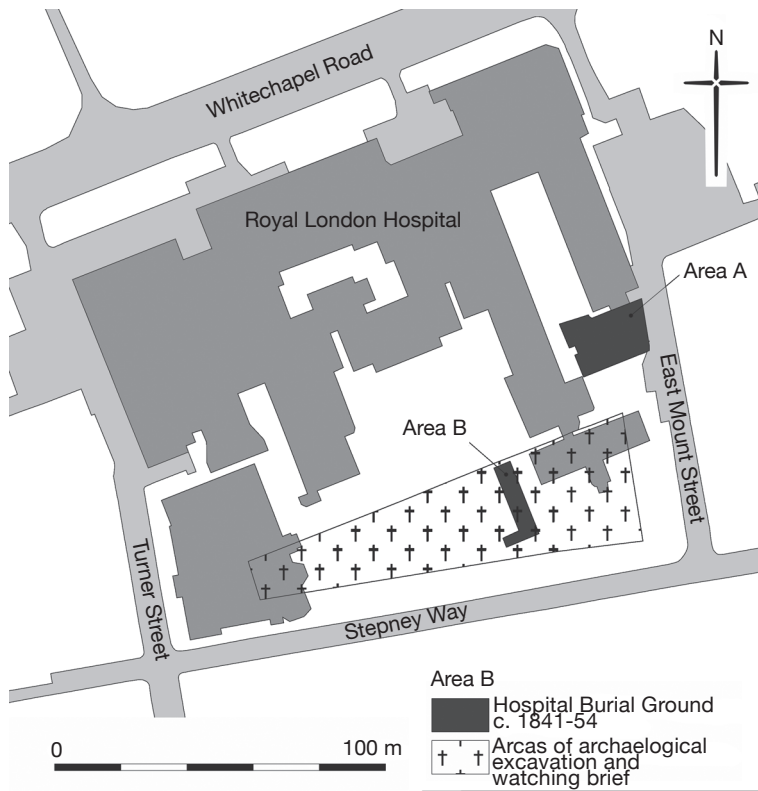 N
Whitechapel Road
Royal London Hospital
Area A
East Mount Street
Area B
Turner Street
Stepney Way
Area B
Hospital Burial Ground
c. 1841-54
Arcas of archaelogical
excavation and
watching brief
0
100 m